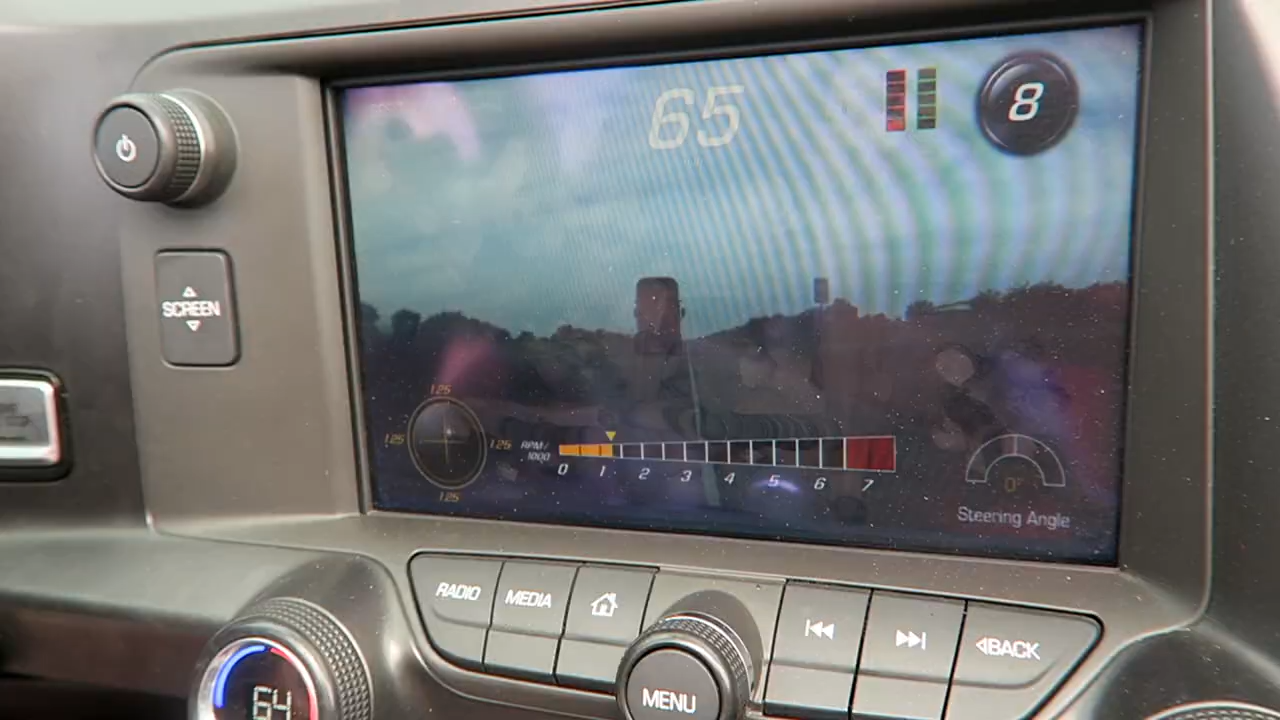 65
8
SCREEN
1.25
1.25
1.25
1.25
RPM/
1000
0 1 2 3 4 5 6 7
0°
Steering Angle
RADIO
MEDIA
BACK
MENU
64